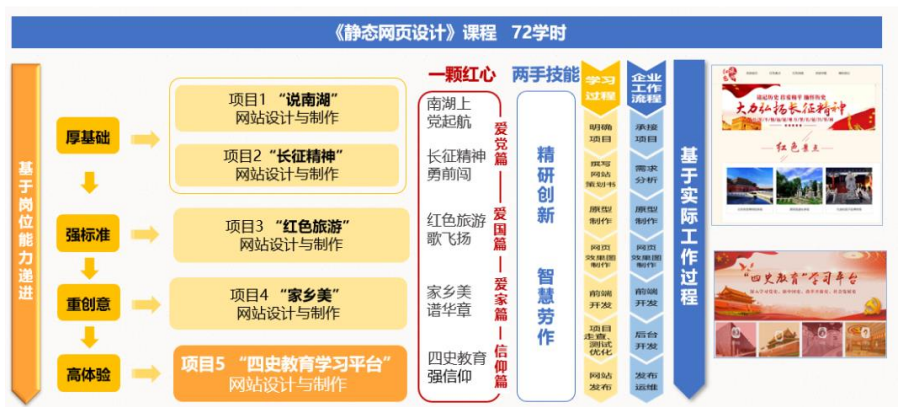 《静态网页设计》课程 72学时
基于岗位能力递进
厚基础
强标准
重创意
高体验
项目1 “说南湖”
网站设计与制作
项目2 “长征精神”
网站设计与制作
项目3 “红色旅游”
网站设计与制作
项目4 “家乡美”
网站设计与制作
项目5 “四史教育学习平台”
网站设计与制作
一颗红心
南湖上
党起航
长征精神
勇前闯
红色旅游
歌飞扬
家乡美
谱华章
四史教育
强信仰
爱党篇
爱国篇
爱家篇
信仰篇
两手技能
精研创新
智慧劳作
学习
过程
明确
项目
撰写
网站
策划书
原型
制作
网页
效果图
制作
前端
开发
项目
走查、
测试
优化
网站
发布
企业
工作
流程
承接
项目
需求
分析
原型
制作
网页
效果图
制作
前端
开发
后台
开发
发布
运维
基于实际工作过程
大力弘扬长征精神
红色景点
“四史教育”学习平台